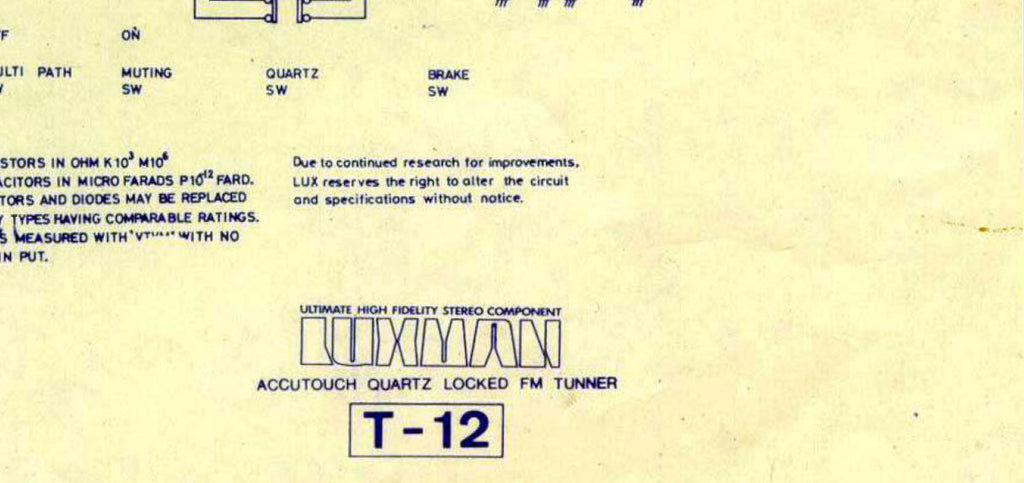 F ON
LTI PATH MUTING QUARTZ BRAKE
SW SW SW
STORS IN OHM K10³ M10⁶
CITORS IN MICRO FARADS P10¹² FARD.
TORS AND DIODES MAY BE REPLACED
TYPES HAVING COMPARABLE RATINGS.
S MEASURED WITH WITH NO
N PUT.
Due to continued research for improvements,
LUX reserves the right to alter the circuit
and specifications without notice.
ULTIMATE HIGH FIDELITY STEREO COMPONENT
LUXMAN
ACCUTOUCH QUARTZ LOCKED FM TUNNER
T-12